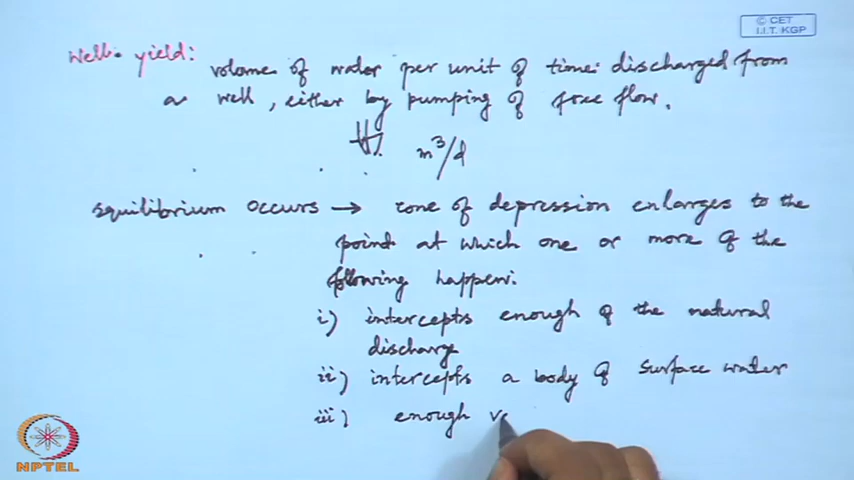 © CET
I.I.T. KGP
Well yield:
volume of water per unit of time discharged from
a well, either by pumping of free flow.
m³/d
equilibrium occurs → cone of depression enlarges to the
point at which one or more of the
following happen:
i) intercepts enough of the natural
discharge
ii) intercepts a body of surface water
iii) enough
NPTEL